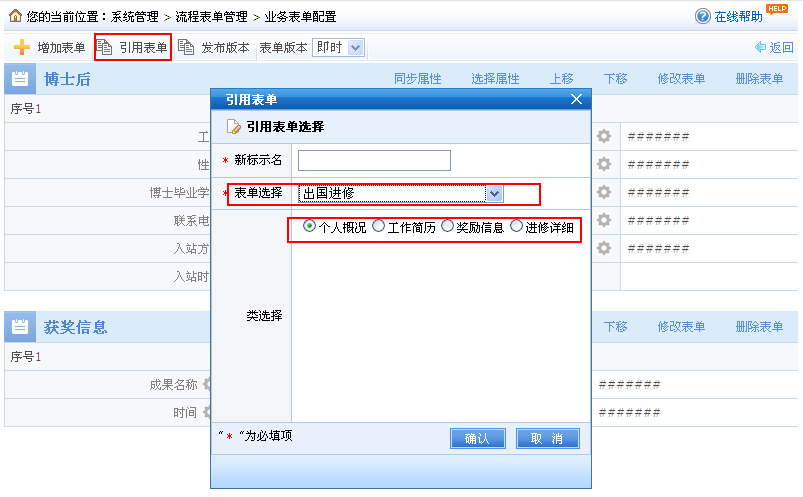 您的当前位置：系统管理 > 流程表单管理 > 业务表单配置
在线帮助 HELP
增加表单 引用表单 发布版本 表单版本 即时 返回
博士后 同步属性 选择属性 上移 下移 修改表单 删除表单
序号1
工 #######
性 #######
博士毕业学 #######
联系电 #######
入站方 #######
入站时
获奖信息 下移 修改表单 删除表单
序号1
成果名称 #######
时间 #######
引用表单
引用表单选择
* 新标示名
* 表单选择 出国进修
类选择 个人概况 工作简历 奖励信息 进修详细
“ * “为必填项 确认 取 消